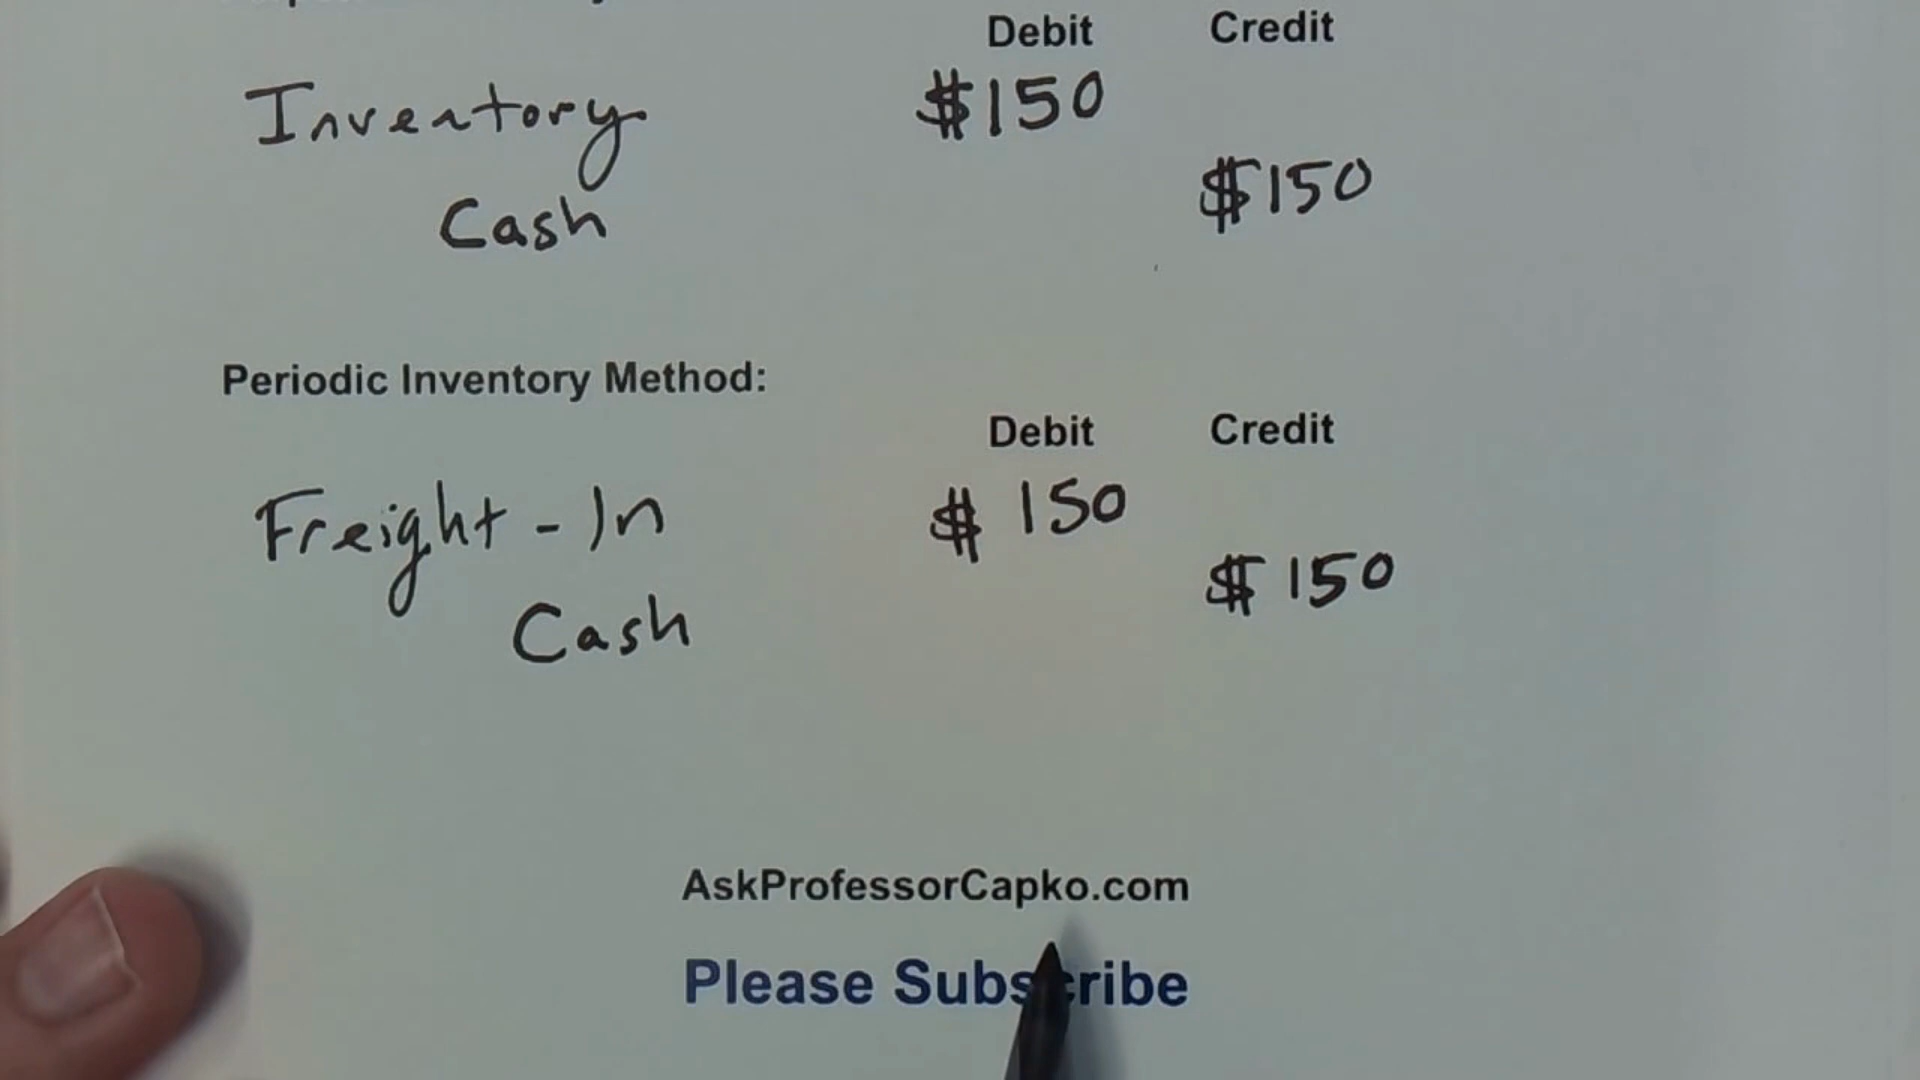 Debit Credit
Inventory $150
Cash $150
Periodic Inventory Method:
Debit Credit
Freight-In $ 150
Cash $ 150
AskProfessorCapko.com
Please Subscribe